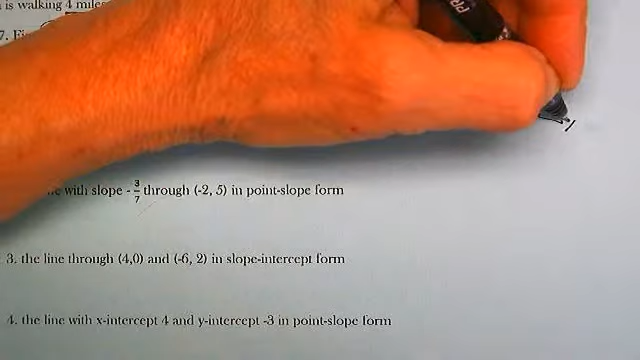 is walking 4 miles
7.
with slope - 3/7 through (-2, 5) in point-slope form
3. the line through (4,0) and (-6, 2) in slope-intercept form
4. the line with x-intercept 4 and y-intercept -3 in point-slope form